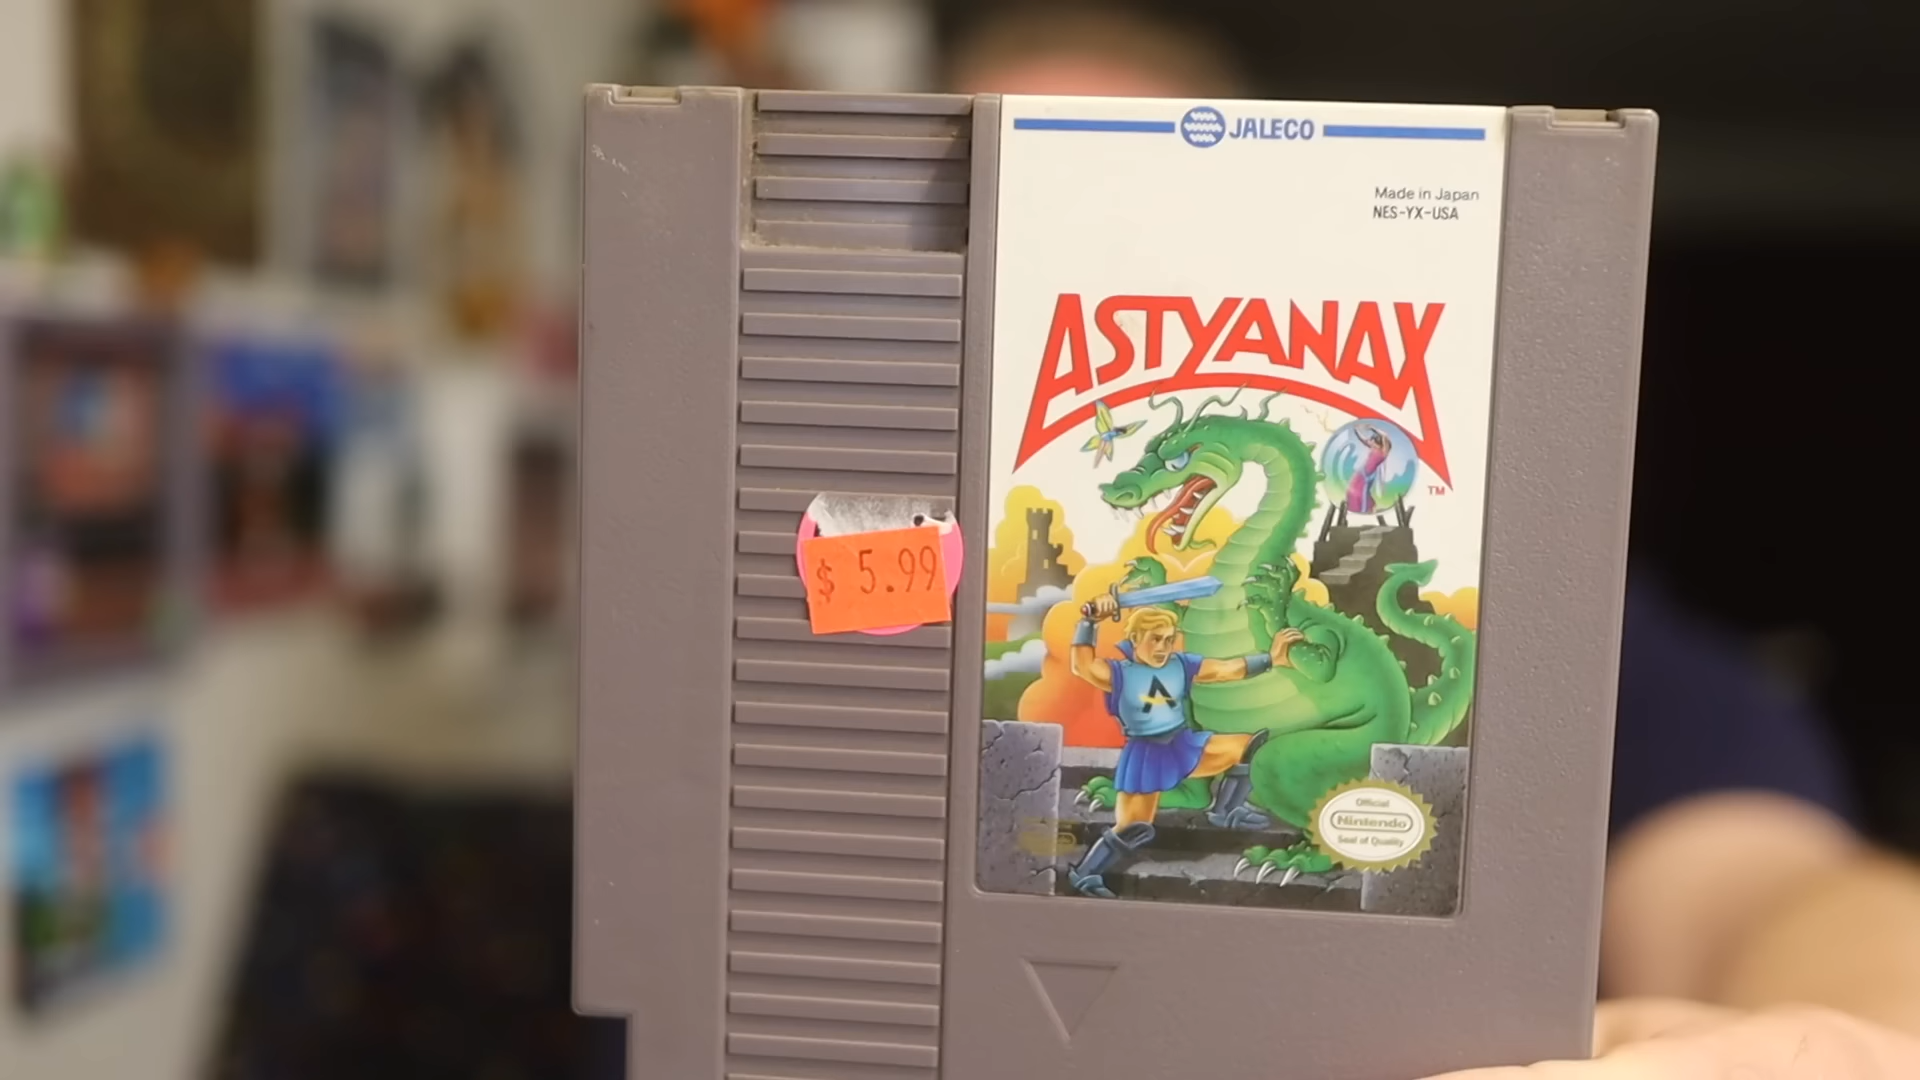 JALECO
Made in Japan
NES-YX-USA
ASTYANAX
TM
$ 5.99
A
Official
Nintendo
Seal of Quality